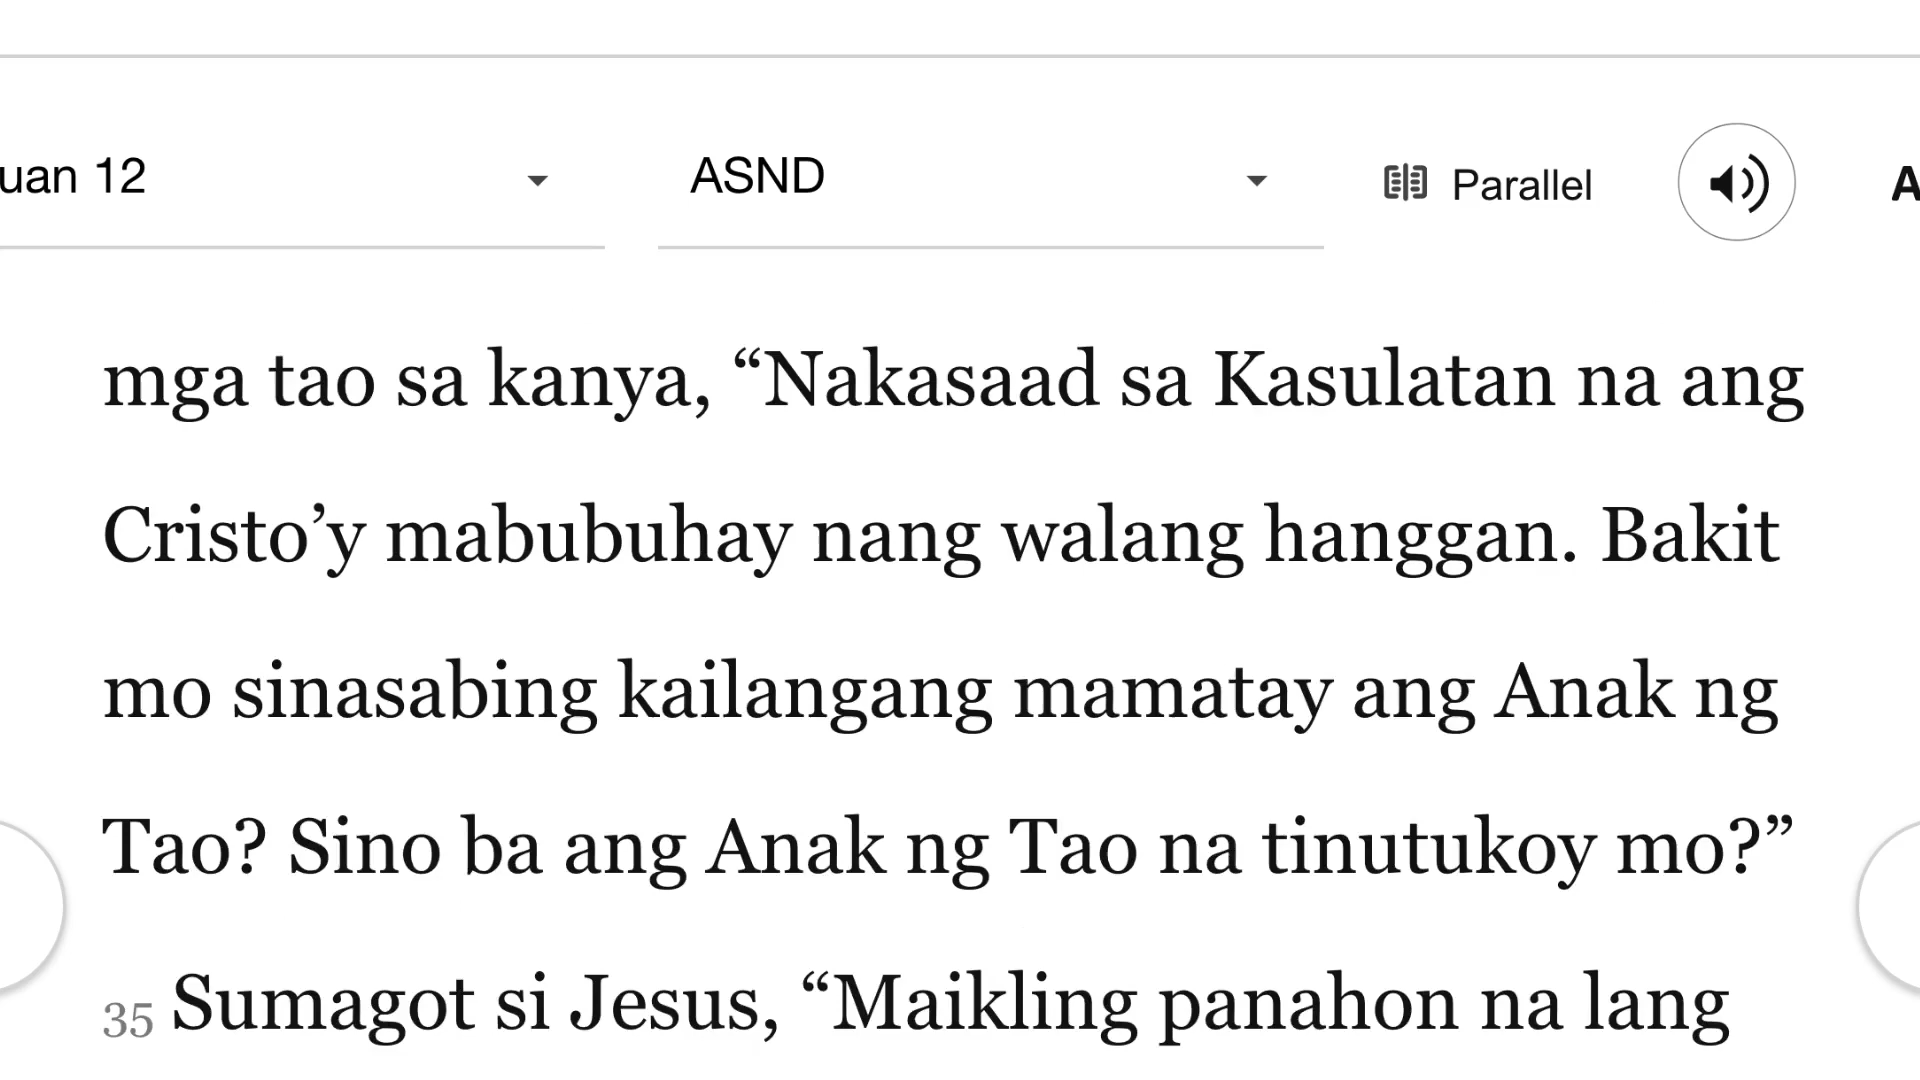 uan 12
ASND
Parallel
A
mga tao sa kanya, “Nakasaad sa Kasulatan na ang
Cristo’y mabubuhay nang walang hanggan. Bakit
mo sinasabing kailangang mamatay ang Anak ng
Tao? Sino ba ang Anak ng Tao na tinutukoy mo?”
35 Sumagot si Jesus, “Maikling panahon na lang